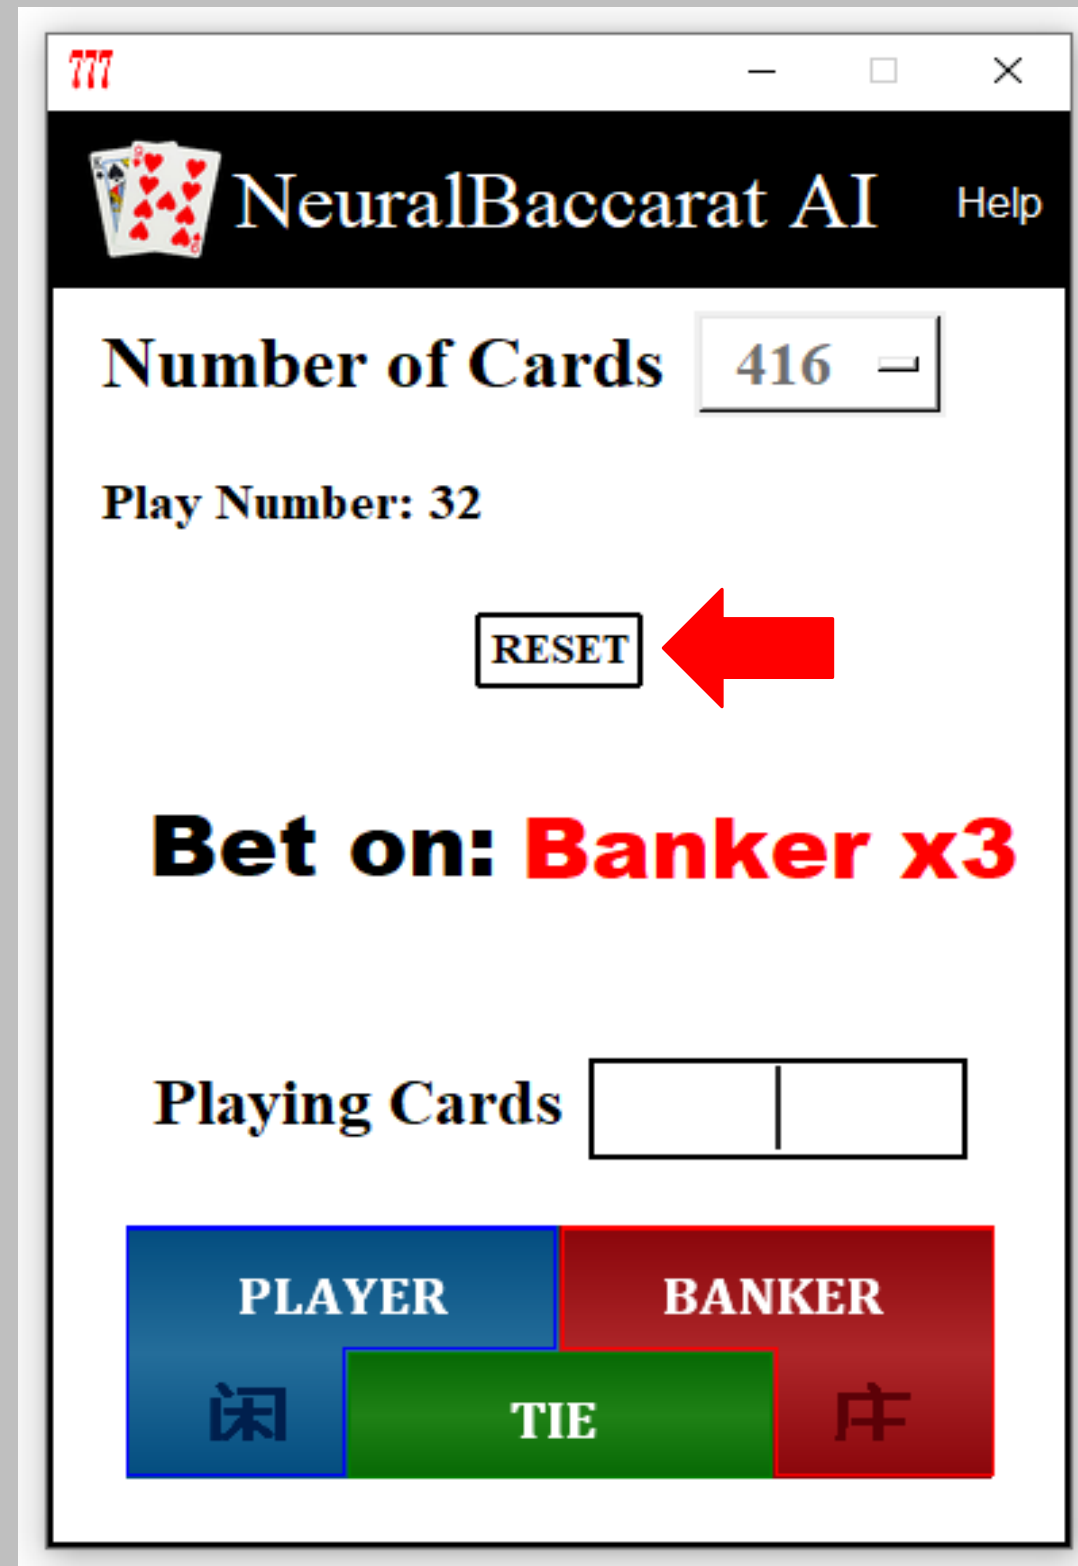 777
NeuralBaccarat AI Help
Number of Cards 416
Play Number: 32
RESET
Bet on: Banker x3
Playing Cards
PLAYER BANKER
闲 TIE 庄